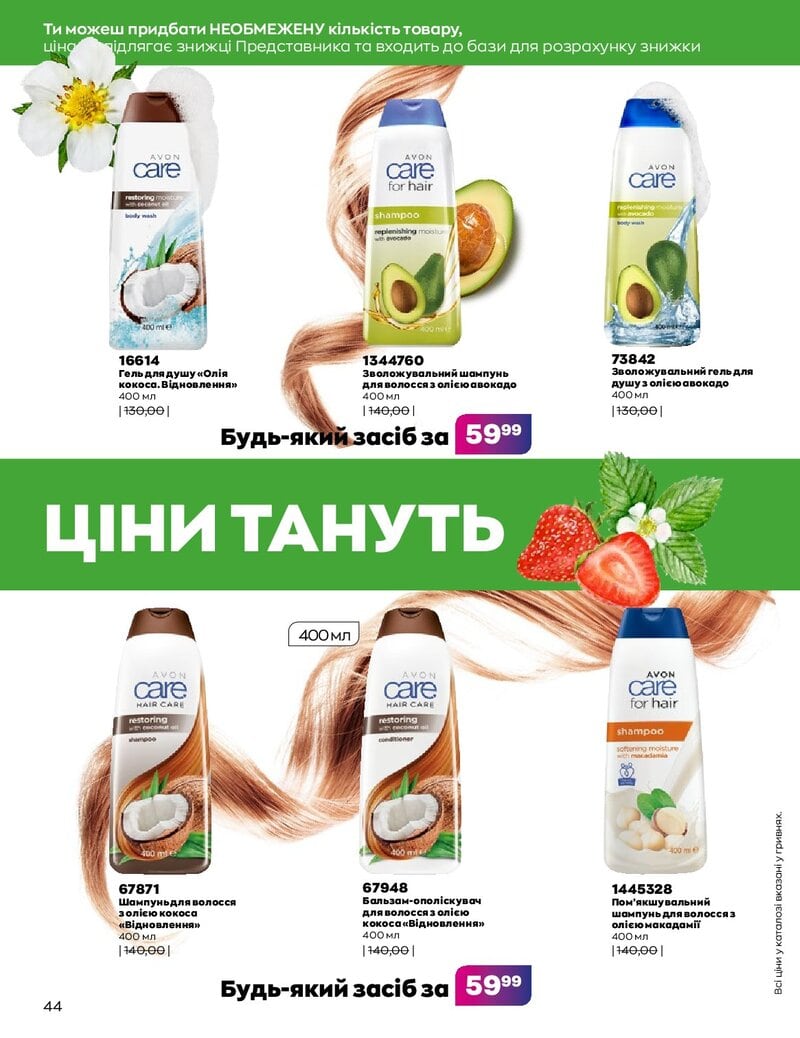 Ти можеш придбати НЕОБМЕЖЕНУ кількість товару,
ціна підлягає знижці Представника та входить до бази для розрахунку знижки
AVON
care
restoring moisture
with coconut oil
body wash
400 ml e
AVON
care
for hair
shampoo
replenishing moisture
with avocado
400 ml e
AVON
care
replenishing moisture
with avocado
body wash
400 ml e
16614
Гель для душу «Олія
кокоса. Відновлення»
400 мл
| 130,00 |
1344760
Зволожувальний шампунь
для волосся з олією авокадо
400 мл
| 140,00 |
73842
Зволожувальний гель для
душу з олією авокадо
400 мл
| 130,00 |
Будь-який засіб за 59⁹⁹
ЦІНИ ТАНУТЬ
400 мл
AVON
care
HAIR CARE
restoring
with coconut oil
shampoo
400 ml e
AVON
care
HAIR CARE
restoring
with coconut oil
conditioner
400 ml e
AVON
care
for hair
shampoo
softening moisture
with macadamia
400 ml e
67871
Шампунь для волосся
з олією кокоса
«Відновлення»
400 мл
| 140,00 |
67948
Бальзам-ополіскувач
для волосся з олією
кокоса «Відновлення»
400 мл
| 140,00 |
1445328
Пом'якшувальний
шампунь для волосся з
олією макадамії
400 мл
| 140,00 |
Будь-який засіб за 59⁹⁹
Всі ціни у каталозі вказані у гривнях.
44